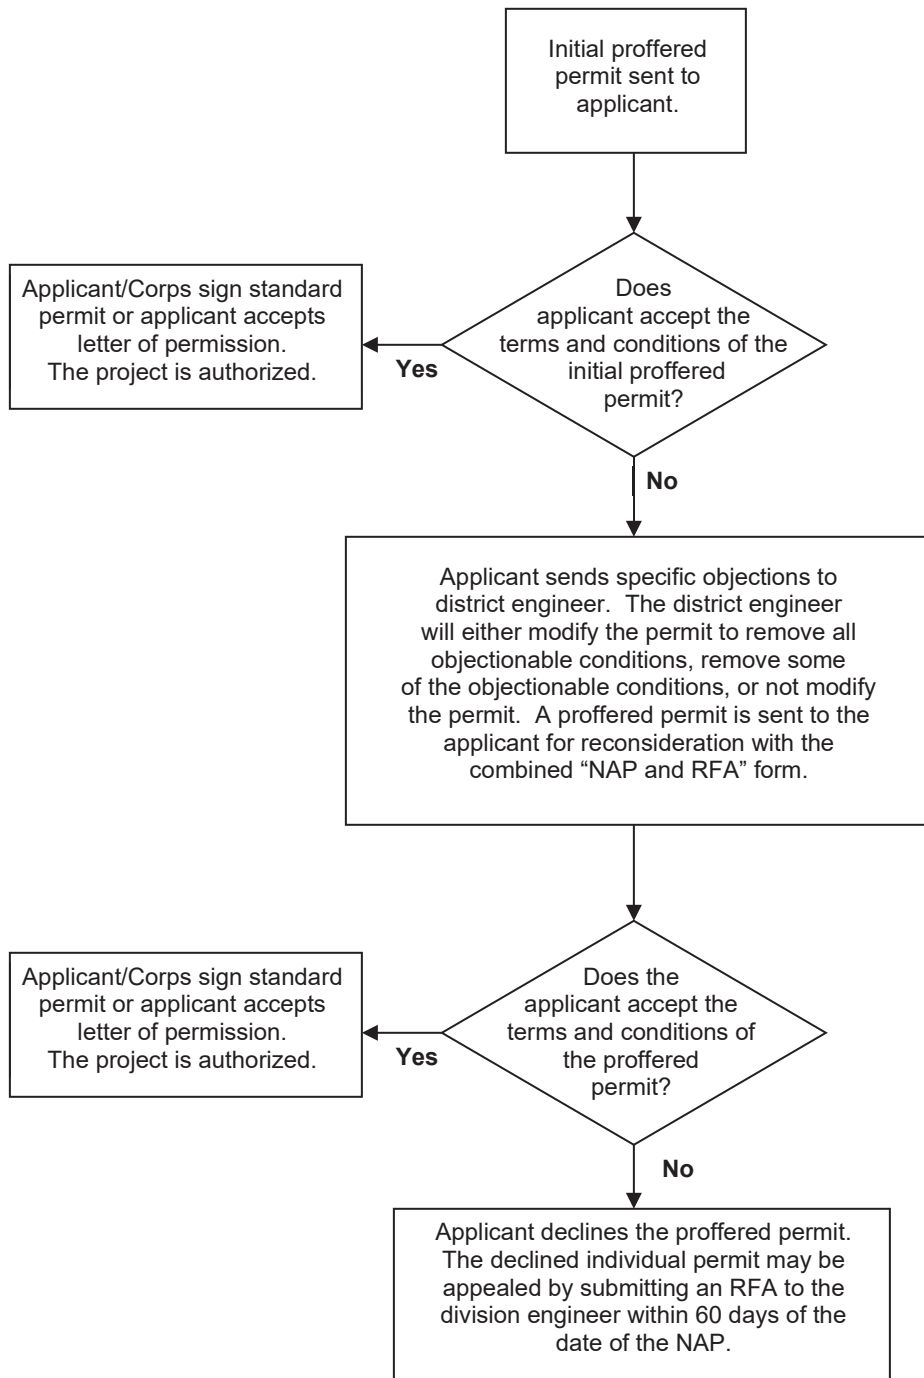 Initial proffered
permit sent to
applicant.
Does
applicant accept the
terms and conditions of the
initial proffered
permit?
Applicant/Corps sign standard
permit or applicant accepts
letter of permission.
The project is authorized.
Yes
No
Applicant sends specific objections to
district engineer.  The district engineer
will either modify the permit to remove all
objectionable conditions, remove some
of the objectionable conditions, or not modify
the permit.  A proffered permit is sent to the
applicant for reconsideration with the
combined “NAP and RFA” form.
Does the
applicant accept the
terms and conditions of
the proffered
permit?
Applicant/Corps sign standard
permit or applicant accepts
letter of permission.
The project is authorized.
Yes
No
Applicant declines the proffered permit.
The declined individual permit may be
appealed by submitting an RFA to the
division engineer within 60 days of the
date of the NAP.